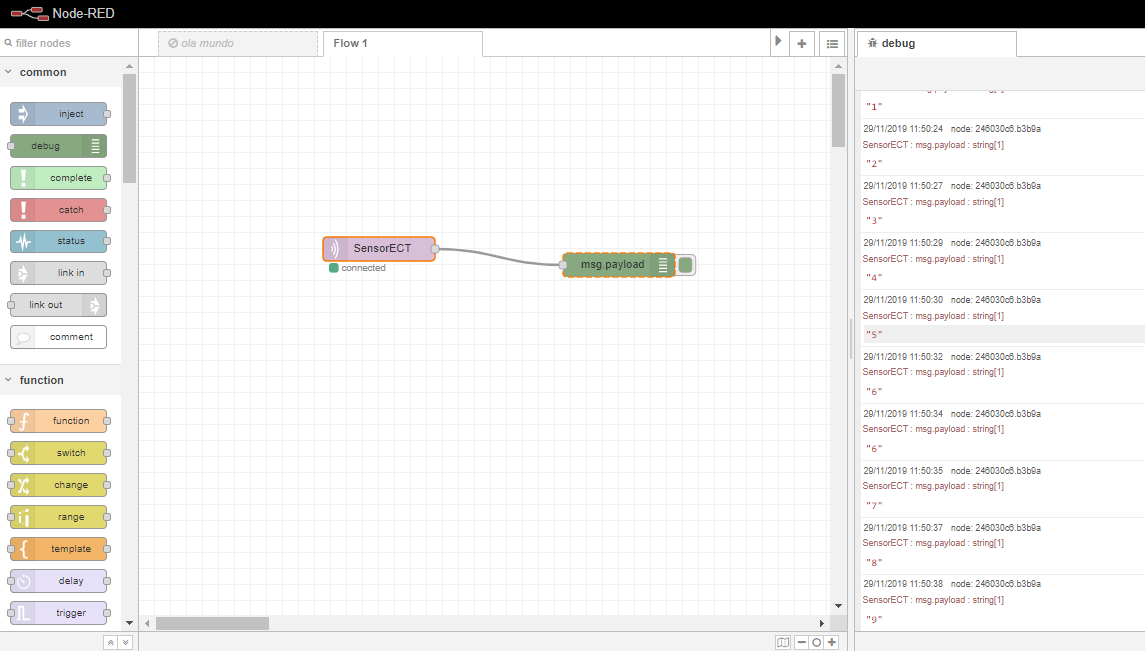 Node-RED
filter nodes
ola mundo
Flow 1
debug
common
inject
debug
complete
catch
status
link in
link out
comment
function
function
switch
change
range
template
delay
trigger
SensorECT
connected
msg.payload
"1"
29/11/2019 11:50:24 node: 246030c6.b3b9a
SensorECT : msg.payload : string[1]
"2"
29/11/2019 11:50:27 node: 246030c6.b3b9a
SensorECT : msg.payload : string[1]
"3"
29/11/2019 11:50:29 node: 246030c6.b3b9a
SensorECT : msg.payload : string[1]
"4"
29/11/2019 11:50:30 node: 246030c6.b3b9a
SensorECT : msg.payload : string[1]
"5"
29/11/2019 11:50:32 node: 246030c6.b3b9a
SensorECT : msg.payload : string[1]
"6"
29/11/2019 11:50:34 node: 246030c6.b3b9a
SensorECT : msg.payload : string[1]
"6"
29/11/2019 11:50:35 node: 246030c6.b3b9a
SensorECT : msg.payload : string[1]
"7"
29/11/2019 11:50:37 node: 246030c6.b3b9a
SensorECT : msg.payload : string[1]
"8"
29/11/2019 11:50:38 node: 246030c6.b3b9a
SensorECT : msg.payload : string[1]
"9"